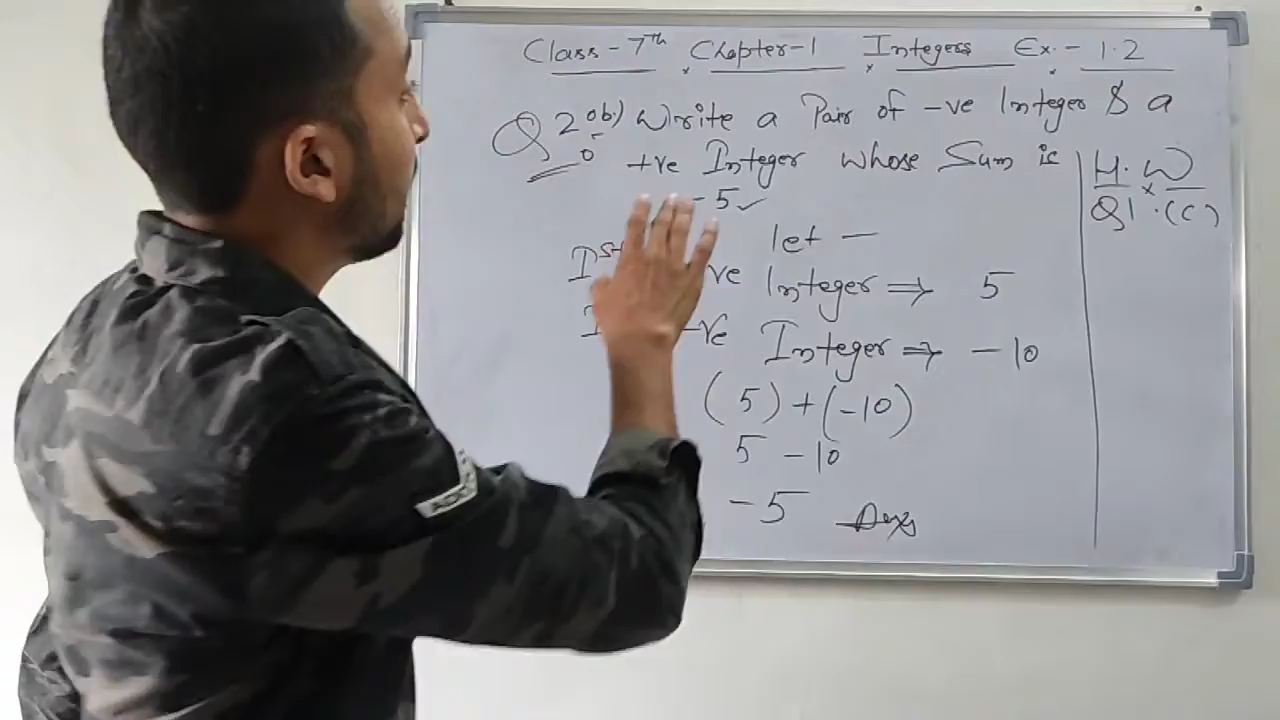 Class-7th Chapter-1 Integers Ex.- 1.2
Q 2. b) Write a Pair of -ve Integer & a
+ve Integer whose Sum is
-5 ✓
let —
Ist ve Integer ⇒ 5
-ve Integer ⇒ -10
(5)+(-10)
5 -10
-5 Ans
H.W
Q1.(c)